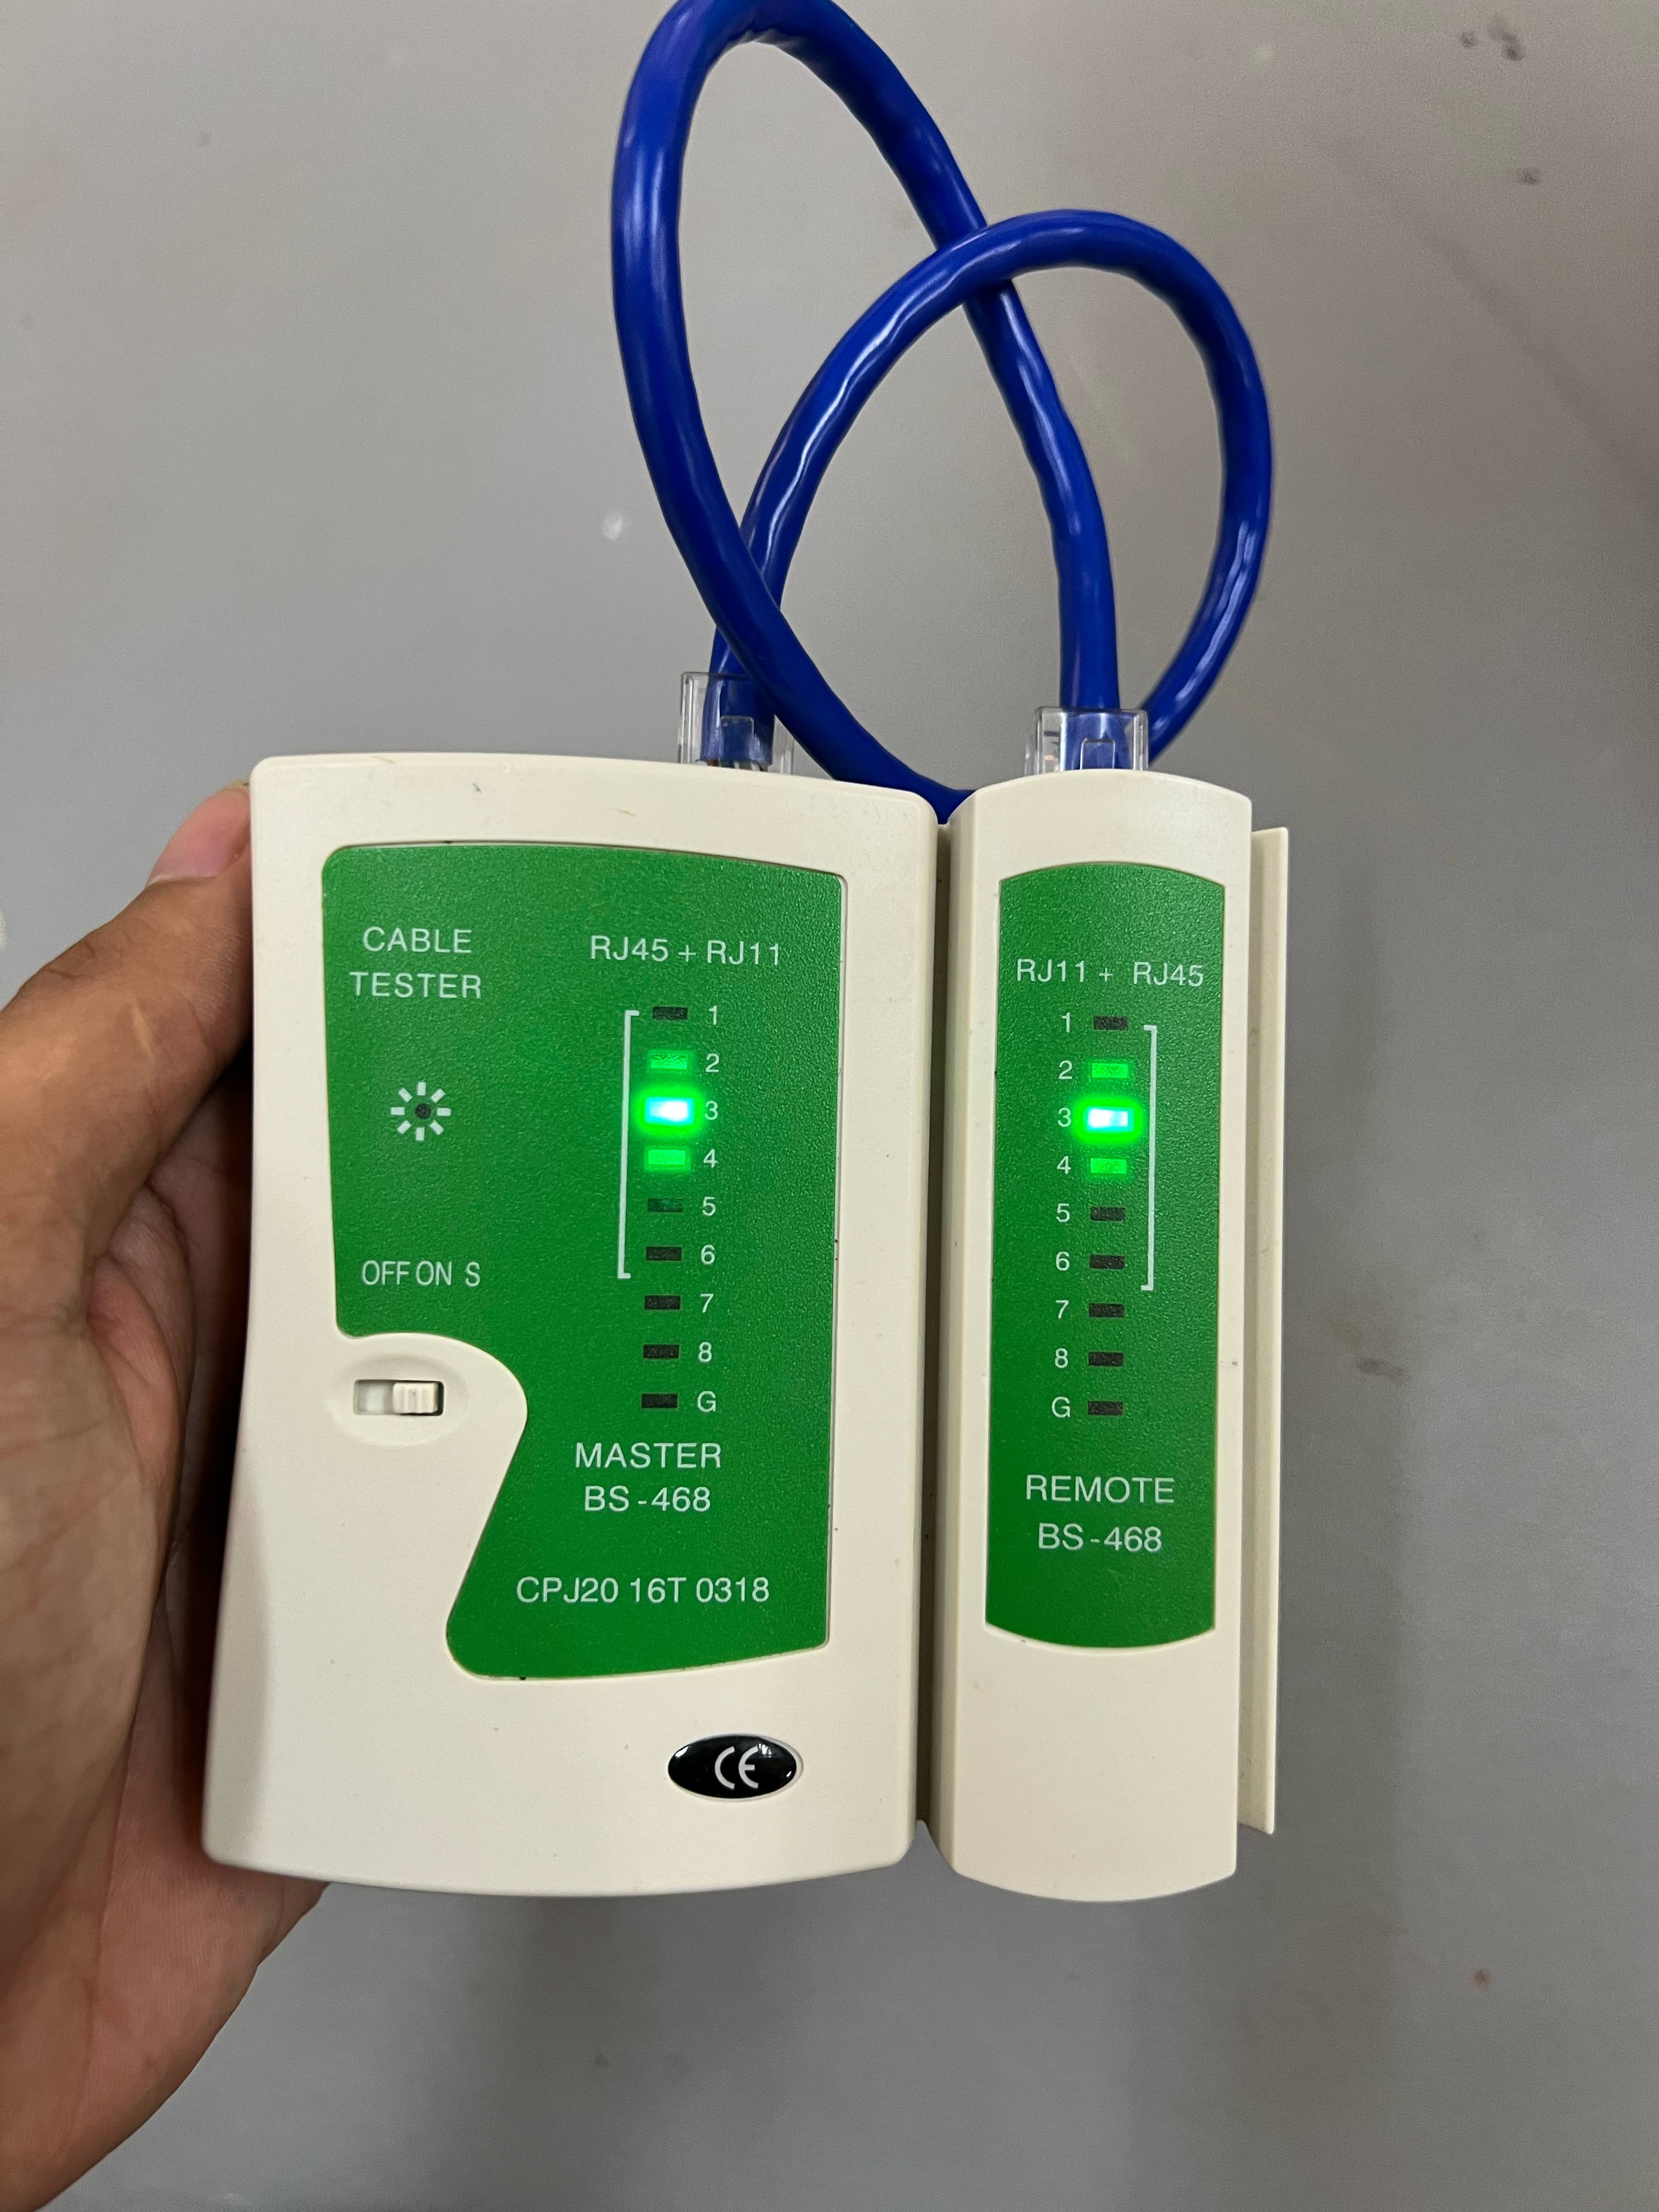 CABLE
TESTER
RJ45 + RJ11
1
2
3
4
5
6
7
8
G
OFF ON S
MASTER
BS-468
CPJ20 16T 0318
CE
RJ11 + RJ45
1
2
3
4
5
6
7
8
G
REMOTE
BS-468